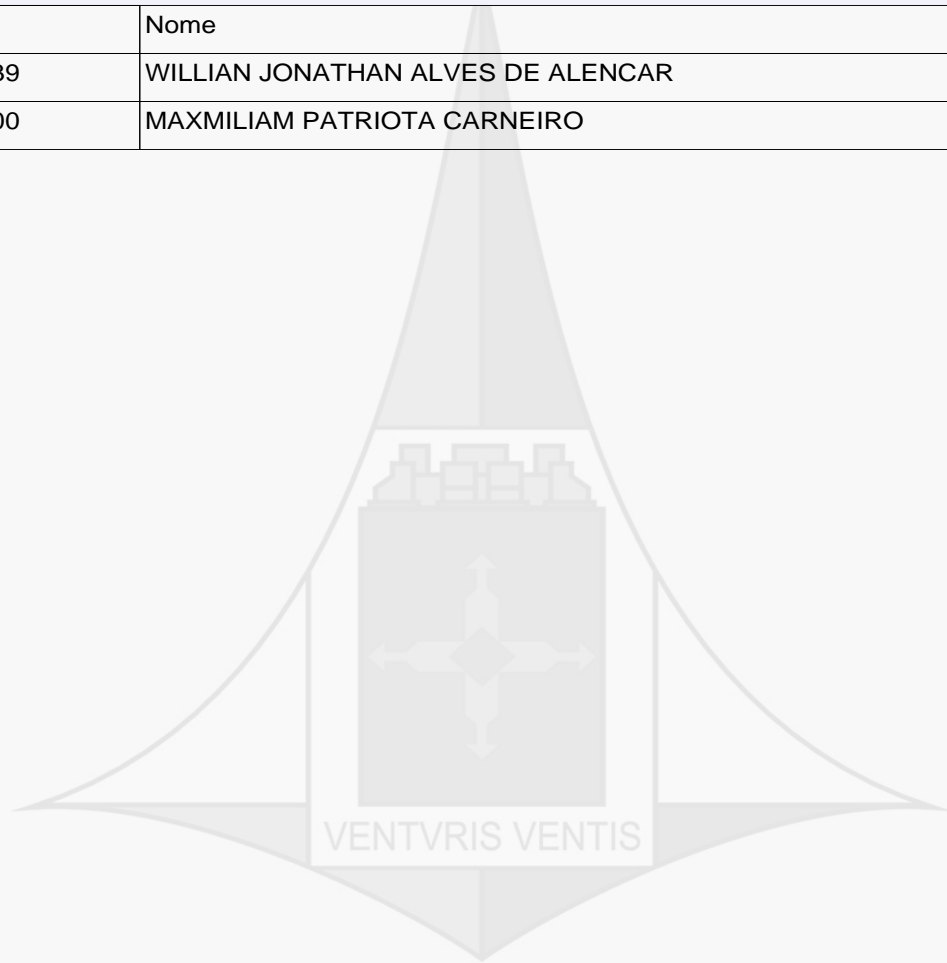 Nome
39 WILLIAN JONATHAN ALVES DE ALENCAR
00 MAXMILIAM PATRIOTA CARNEIRO
VENTVRIS VENTIS